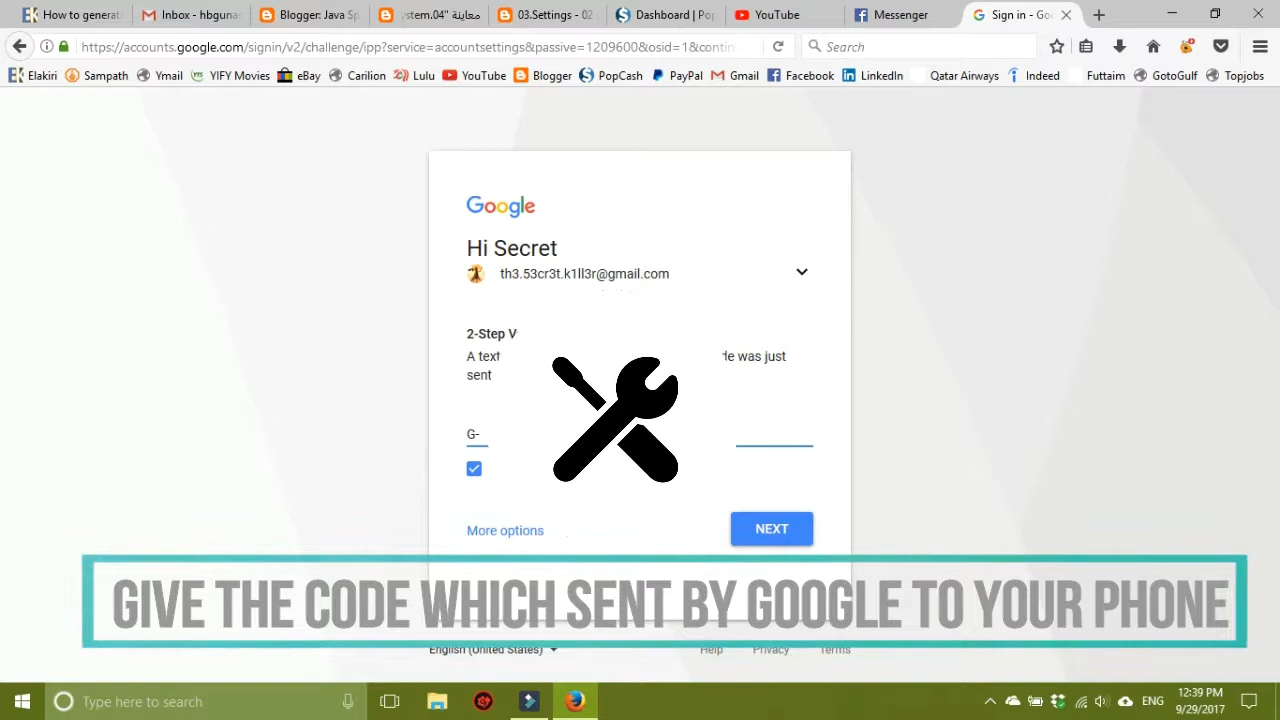 How to generat
Inbox - hbguna
Blogger: Java Sp
ystem.04" معاينة
03.Settings - 02
Dashboard | Pop
YouTube
Messenger
Sign in - Goo
https://accounts.google.com/signin/v2/challenge/ipp?service=accountsettings&passive=1209600&osid=1&contin
Search
Elakiri
Sampath
Ymail
YIFY Movies
eBay
Carilion
Lulu
YouTube
Blogger
PopCash
PayPal
Gmail
Facebook
LinkedIn
Qatar Airways
Indeed
Futtaim
GotoGulf
Topjobs
Google
Hi Secret
th3.53cr3t.k1ll3r@gmail.com
2-Step V
A text de was just
sent
G-
More options
NEXT
GIVE THE CODE WHICH SENT BY GOOGLE TO YOUR PHONE
English (United States)
Help
Privacy
Terms
Type here to search
ENG
12:39 PM
9/29/2017